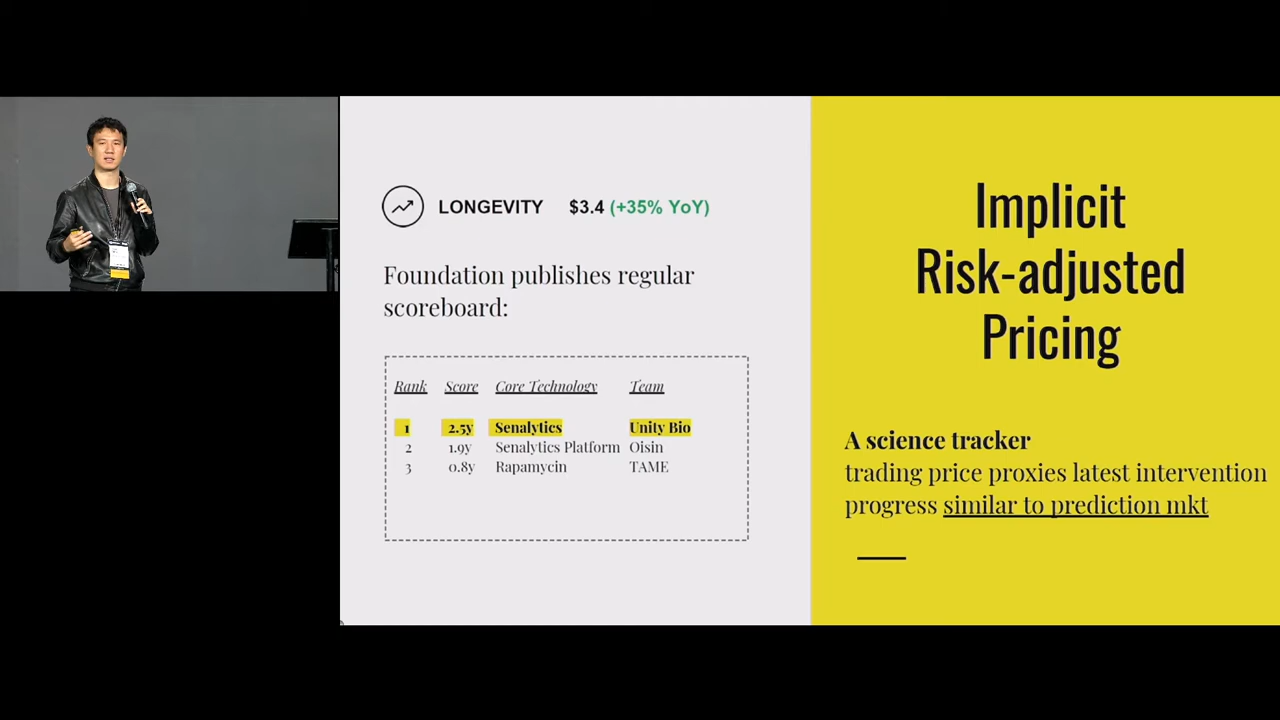 LONGEVITY $3.4 (+35% YoY)
Foundation publishes regular
scoreboard:
Rank Score Core Technology Team
1 2.5y Senalytics Unity Bio
2 1.9y Senalytics Platform Oisin
3 0.8y Rapamycin TAME
Implicit
Risk-adjusted
Pricing
A science tracker
trading price proxies latest intervention
progress similar to prediction mkt